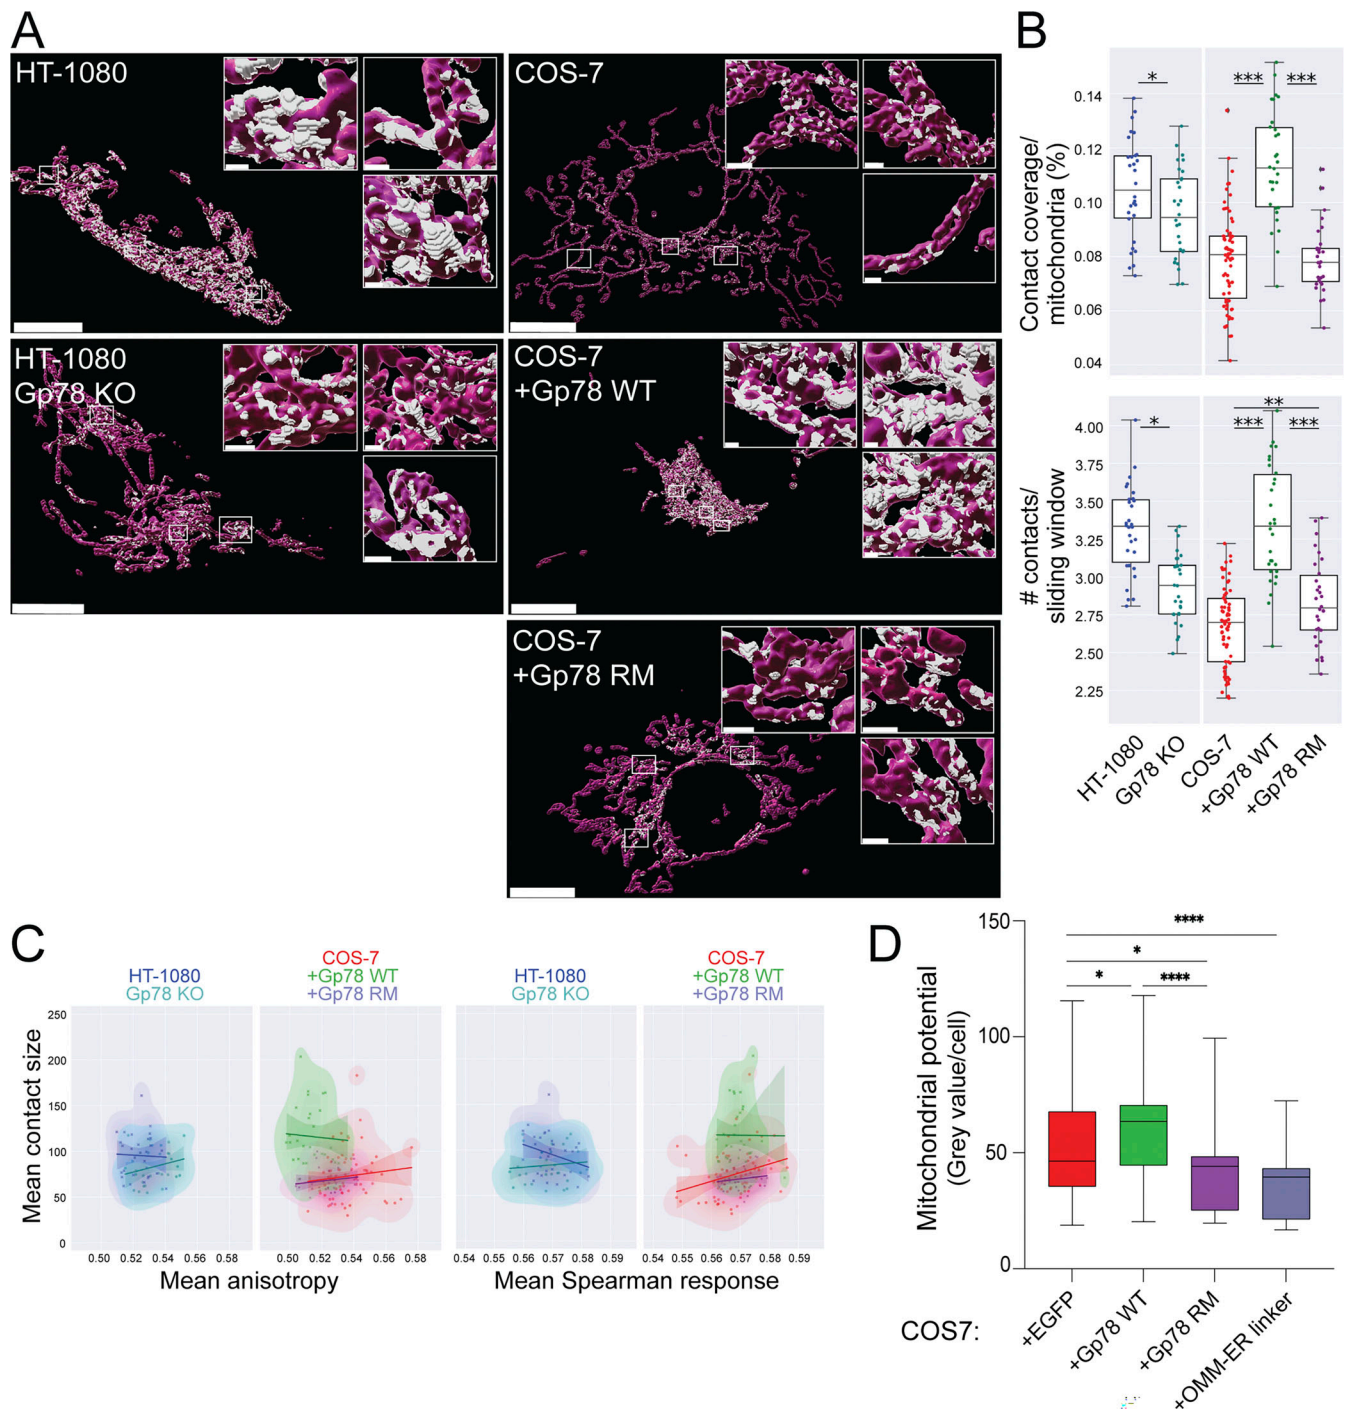 A
HT-1080
COS-7
HT-1080
Gp78 KO
COS-7
+Gp78 WT
COS-7
+Gp78 RM
B
Contact coverage/
mitochondria (%)
0.14
0.12
0.10
0.08
0.06
0.04
*
***
***
# contacts/
sliding window
4.00
3.75
3.50
3.25
3.00
2.75
2.50
2.25
*
**
***
***
HT-1080
Gp78 KO
COS-7
+Gp78 WT
+Gp78 RM
C
HT-1080
Gp78 KO
COS-7
+Gp78 WT
+Gp78 RM
HT-1080
Gp78 KO
COS-7
+Gp78 WT
+Gp78 RM
Mean contact size
250
200
150
100
50
0
0.50 0.52 0.54 0.56 0.58
0.50 0.52 0.54 0.56 0.58
0.54 0.55 0.56 0.57 0.58 0.59
0.54 0.55 0.56 0.57 0.58 0.59
Mean anisotropy
Mean Spearman response
D
Mitochondrial potential
(Grey value/cell)
150
100
50
0
****
*
*
****
COS7:
+EGFP
+Gp78 WT
+Gp78 RM
+OMM-ER linker